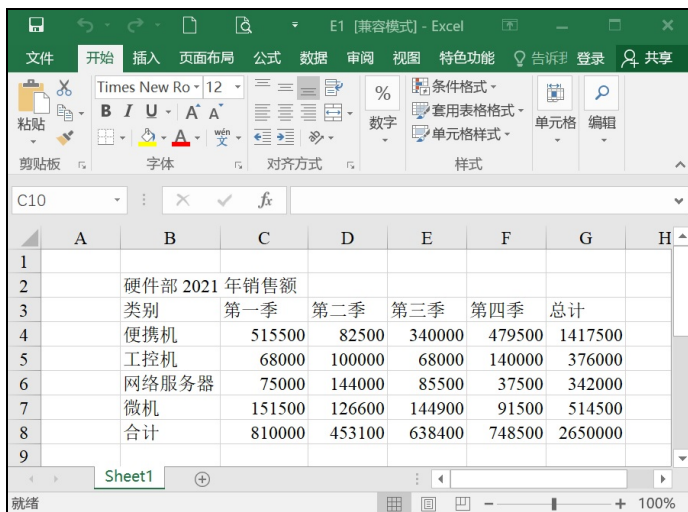 E1 [兼容模式] - Excel
文件 开始 插入 页面布局 公式 数据 审阅 视图 特色功能 告诉我 登录 共享
粘贴
Times New Ro 12
B I U A A
A wén 文
% 数字
条件格式
套用表格格式
单元格样式
单元格 编辑
剪贴板 字体 对齐方式 样式
C10 fx
A B C D E F G H
1
2 硬件部 2021 年销售额
3 类别 第一季 第二季 第三季 第四季 总计
4 便携机 515500 82500 340000 479500 1417500
5 工控机 68000 100000 68000 140000 376000
6 网络服务器 75000 144000 85500 37500 342000
7 微机 151500 126600 144900 91500 514500
8 合计 810000 453100 638400 748500 2650000
9
Sheet1
就绪 100%